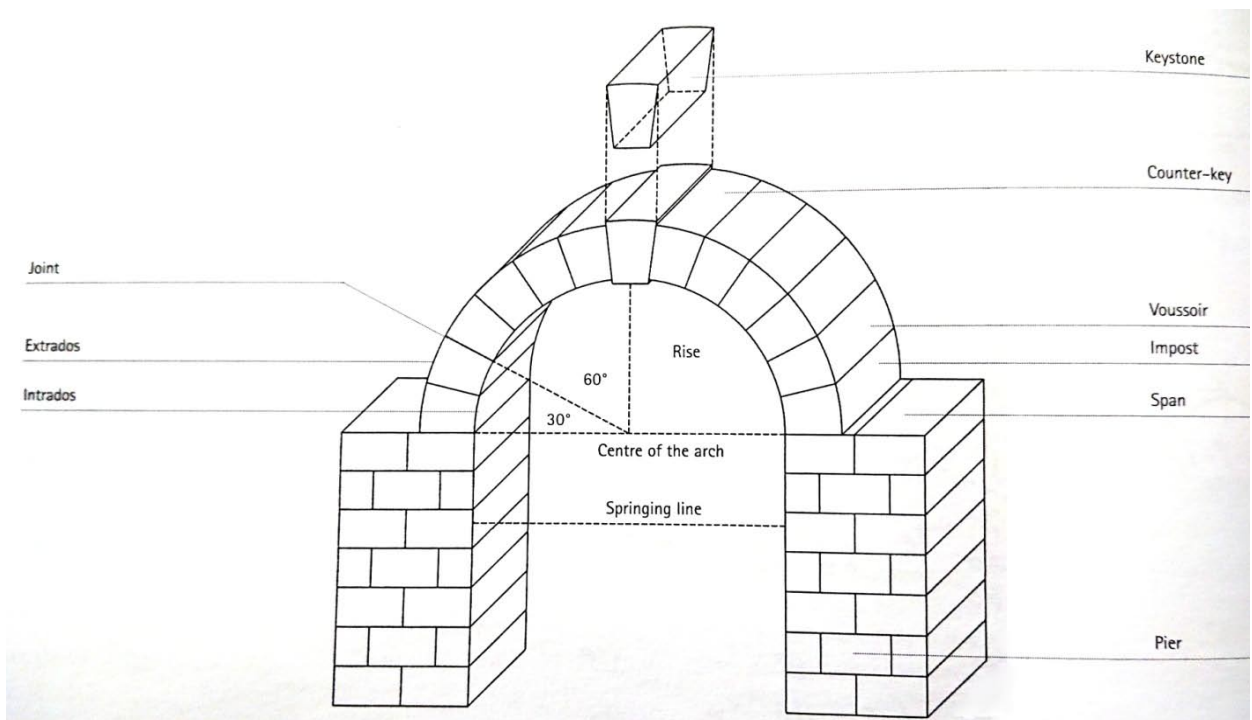 Keystone
Counter-key
Joint
Extrados
Intrados
Voussoir
Impost
Span
Rise
60°
30°
Centre of the arch
Springing line
Pier